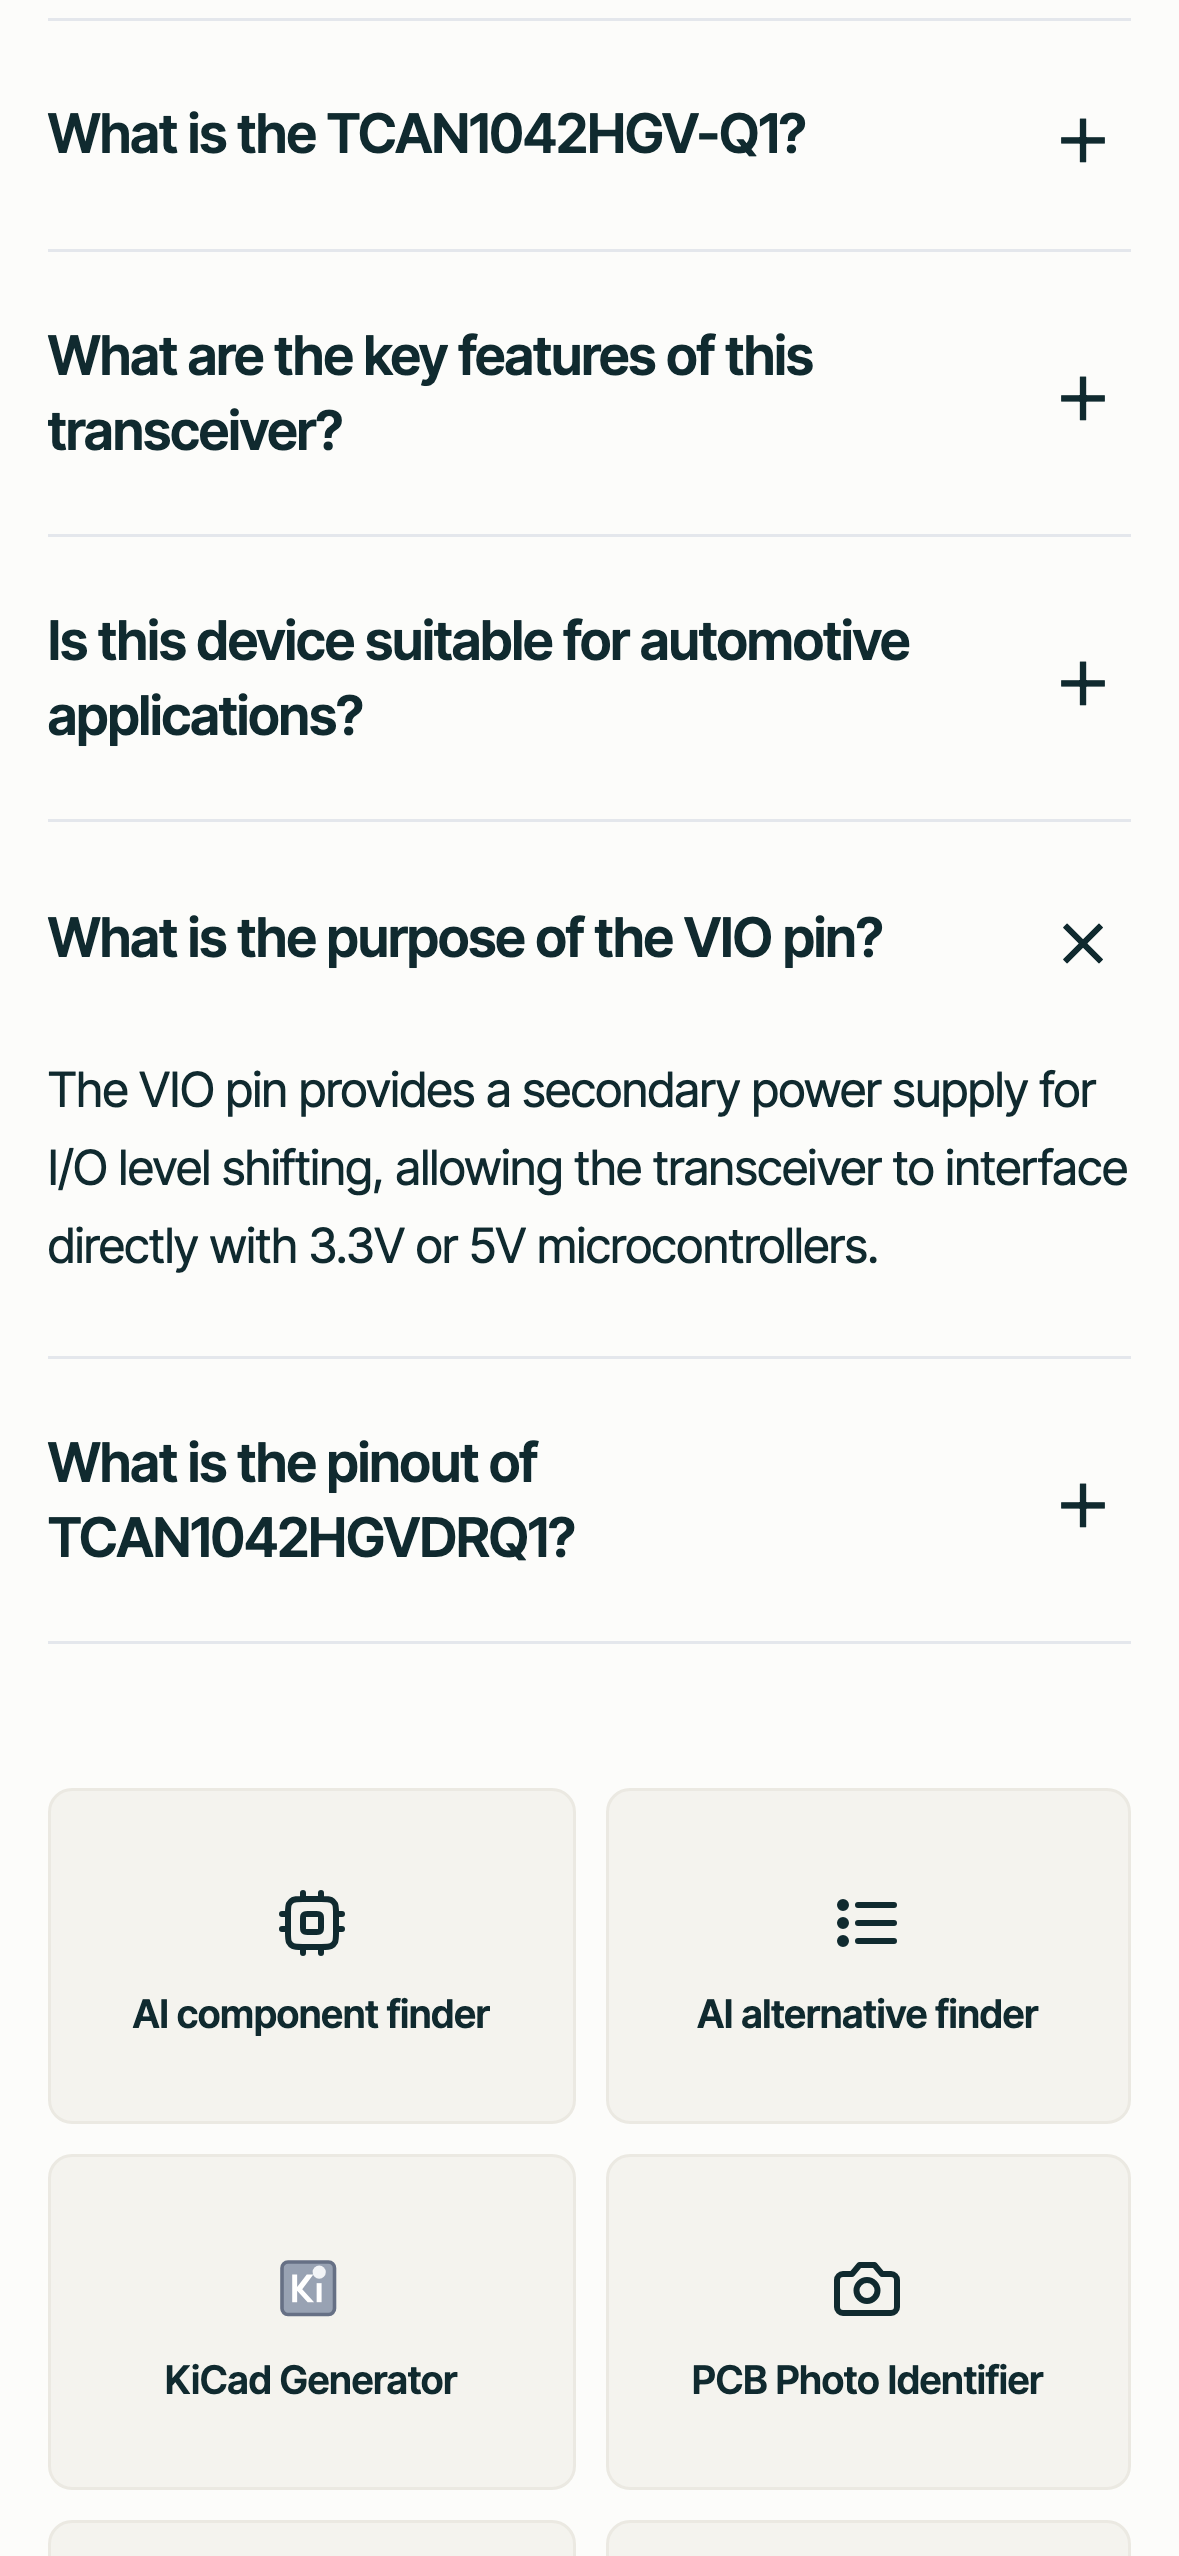 What is the TCAN1042HGV-Q1?
What are the key features of this
transceiver?
Is this device suitable for automotive
applications?
What is the purpose of the VIO pin?
The VIO pin provides a secondary power supply for
I/O level shifting, allowing the transceiver to interface
directly with 3.3V or 5V microcontrollers.
What is the pinout of
TCAN1042HGVDRQ1?
AI component finder
AI alternative finder
Ki
KiCad Generator
PCB Photo Identifier